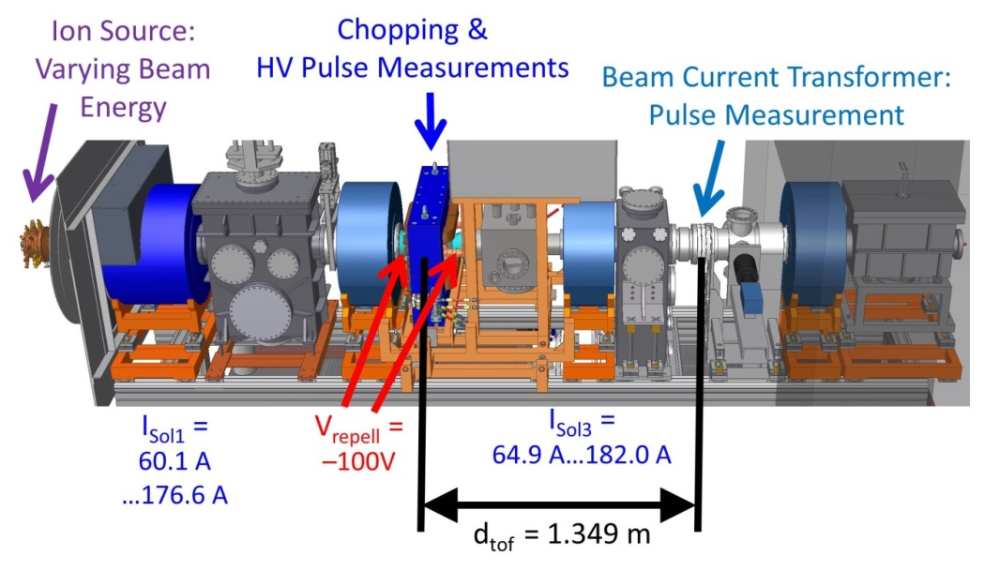 Ion Source:
Varying Beam
Energy
Chopping &
HV Pulse Measurements
Beam Current Transformer:
Pulse Measurement
I_Sol1 =
60.1 A
...176.6 A
V_repell =
–100V
I_Sol3 =
64.9 A...182.0 A
d_tof = 1.349 m